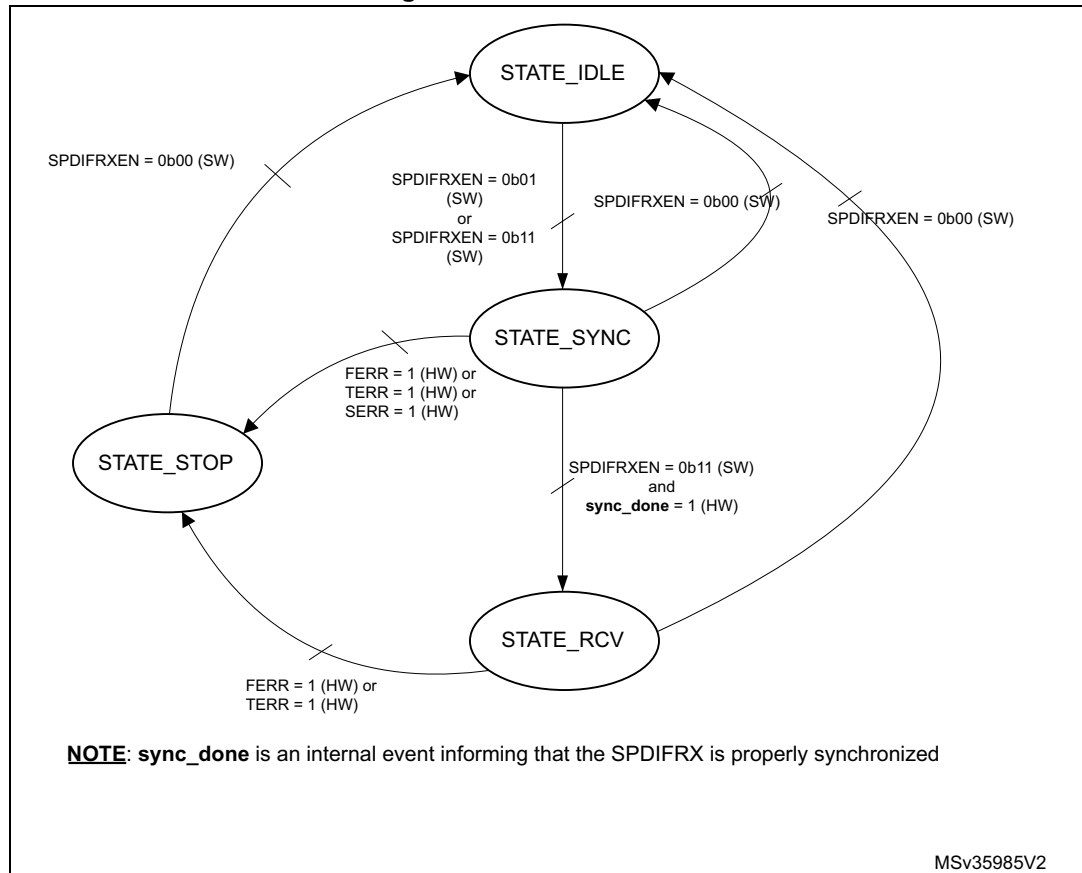 STATE_IDLE
SPDIFRXEN = 0b00 (SW)
SPDIFRXEN = 0b01
(SW)
or
SPDIFRXEN = 0b11
(SW)
SPDIFRXEN = 0b00 (SW)
SPDIFRXEN = 0b00 (SW)
STATE_SYNC
FERR = 1 (HW) or
TERR = 1 (HW) or
SERR = 1 (HW)
STATE_STOP
SPDIFRXEN = 0b11 (SW)
and
sync_done = 1 (HW)
STATE_RCV
FERR = 1 (HW) or
TERR = 1 (HW)
NOTE: sync_done is an internal event informing that the SPDIFRX is properly synchronized
MSv35985V2